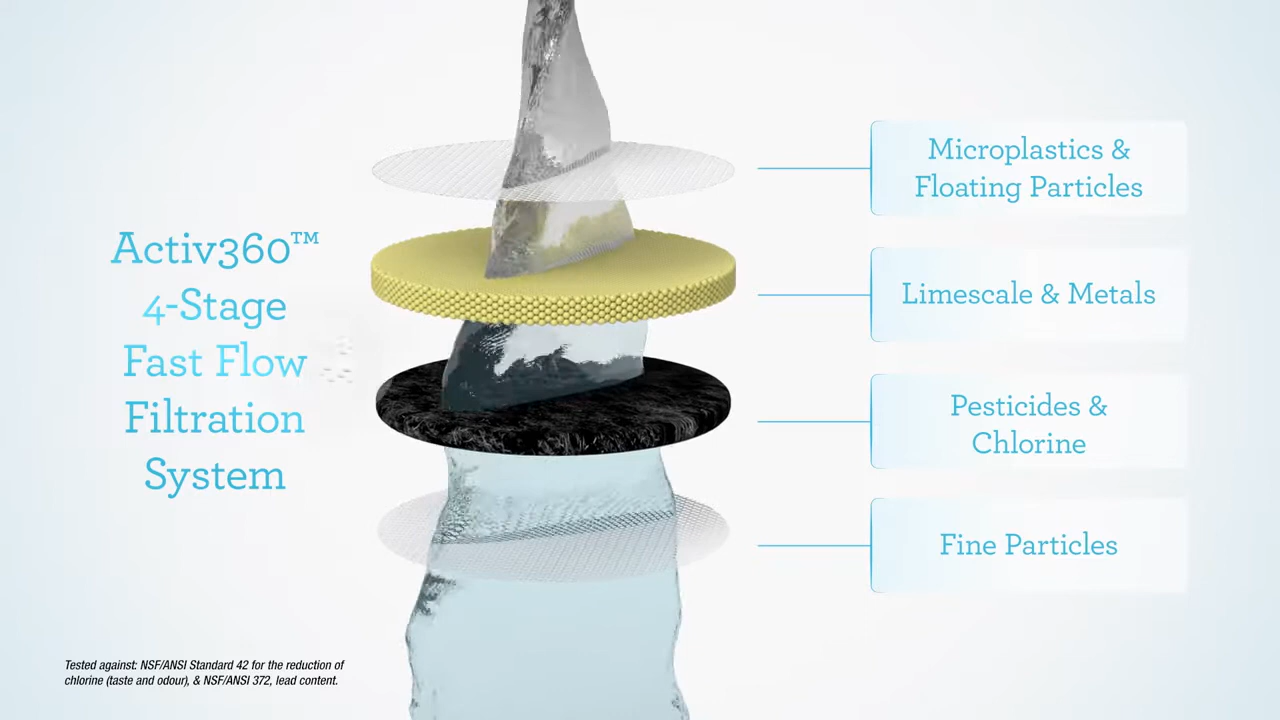 Activ360™
4-Stage
Fast Flow
Filtration
System
Microplastics &
Floating Particles
Limescale & Metals
Pesticides &
Chlorine
Fine Particles
Tested against: NSF/ANSI Standard 42 for the reduction of
chlorine (taste and odour), & NSF/ANSI 372, lead content.